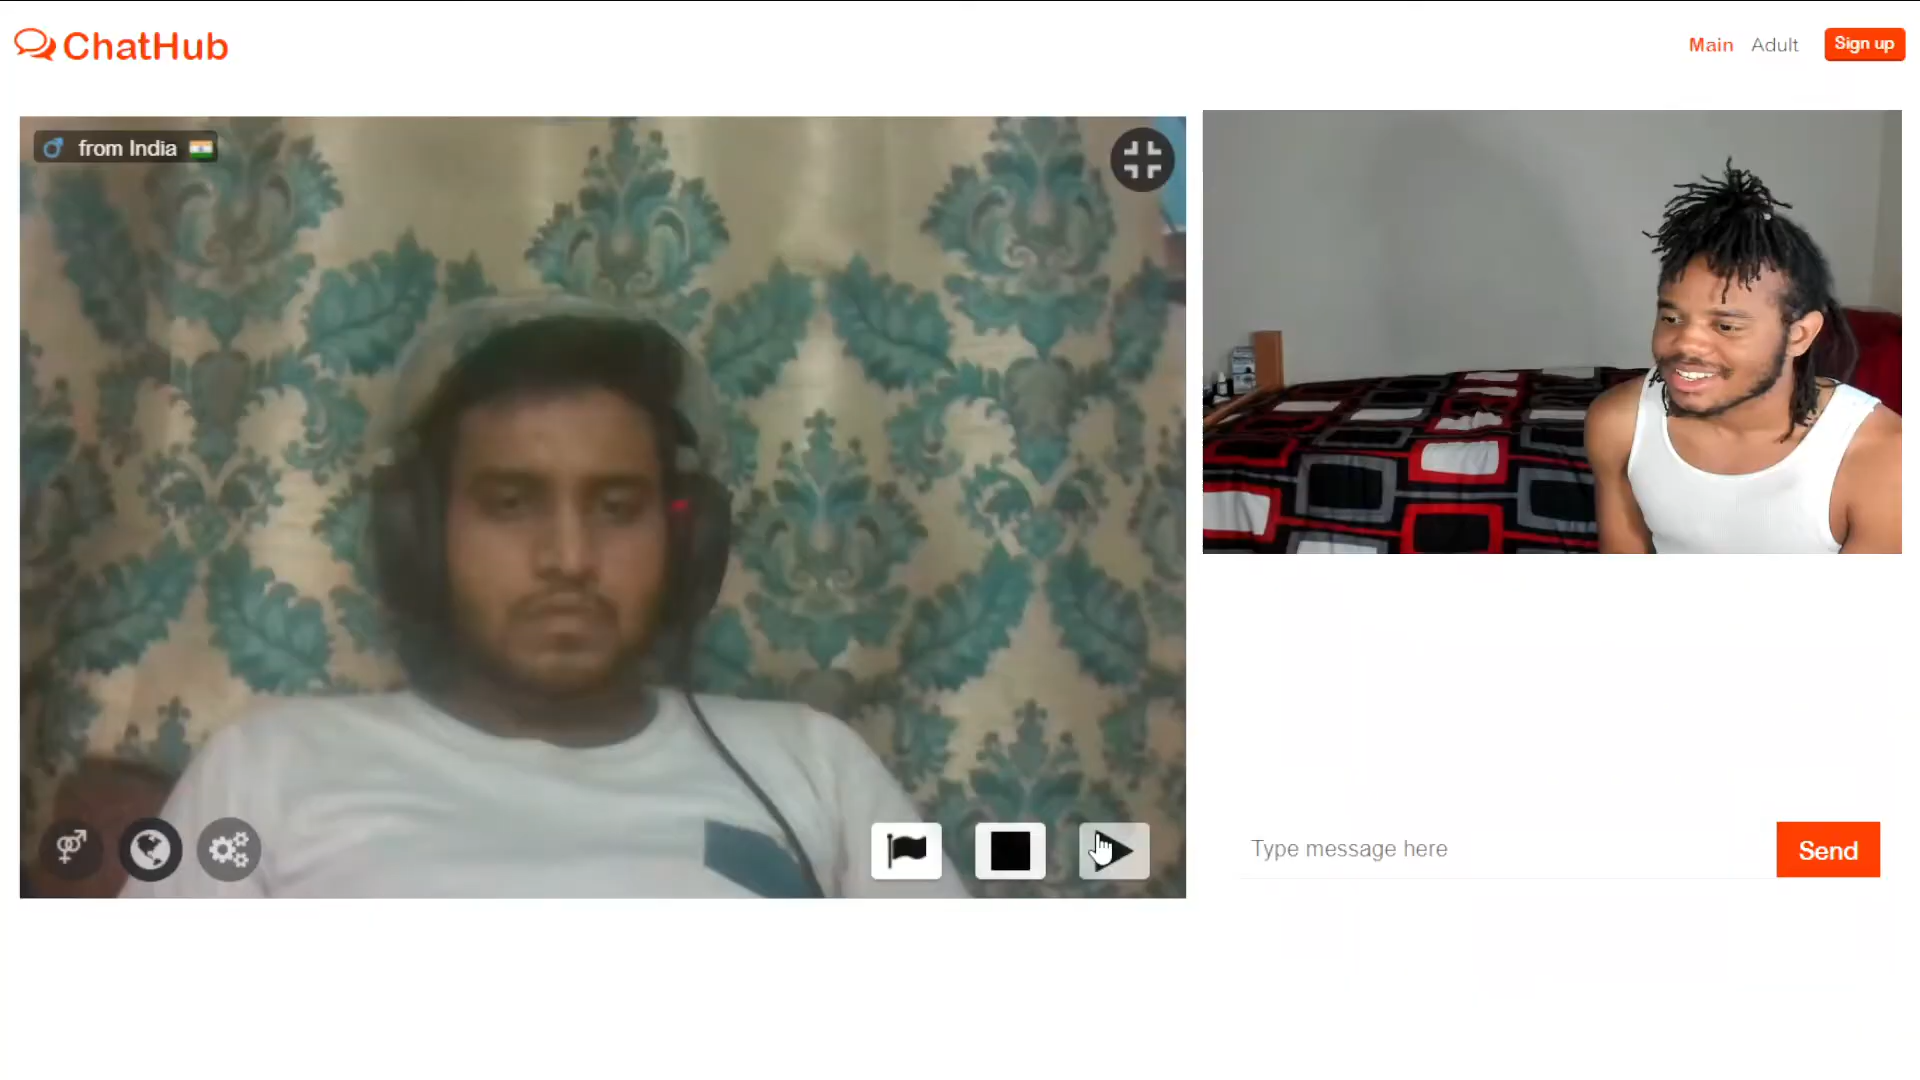 ChatHub
Main Adult Sign up
from India
Type message here
Send